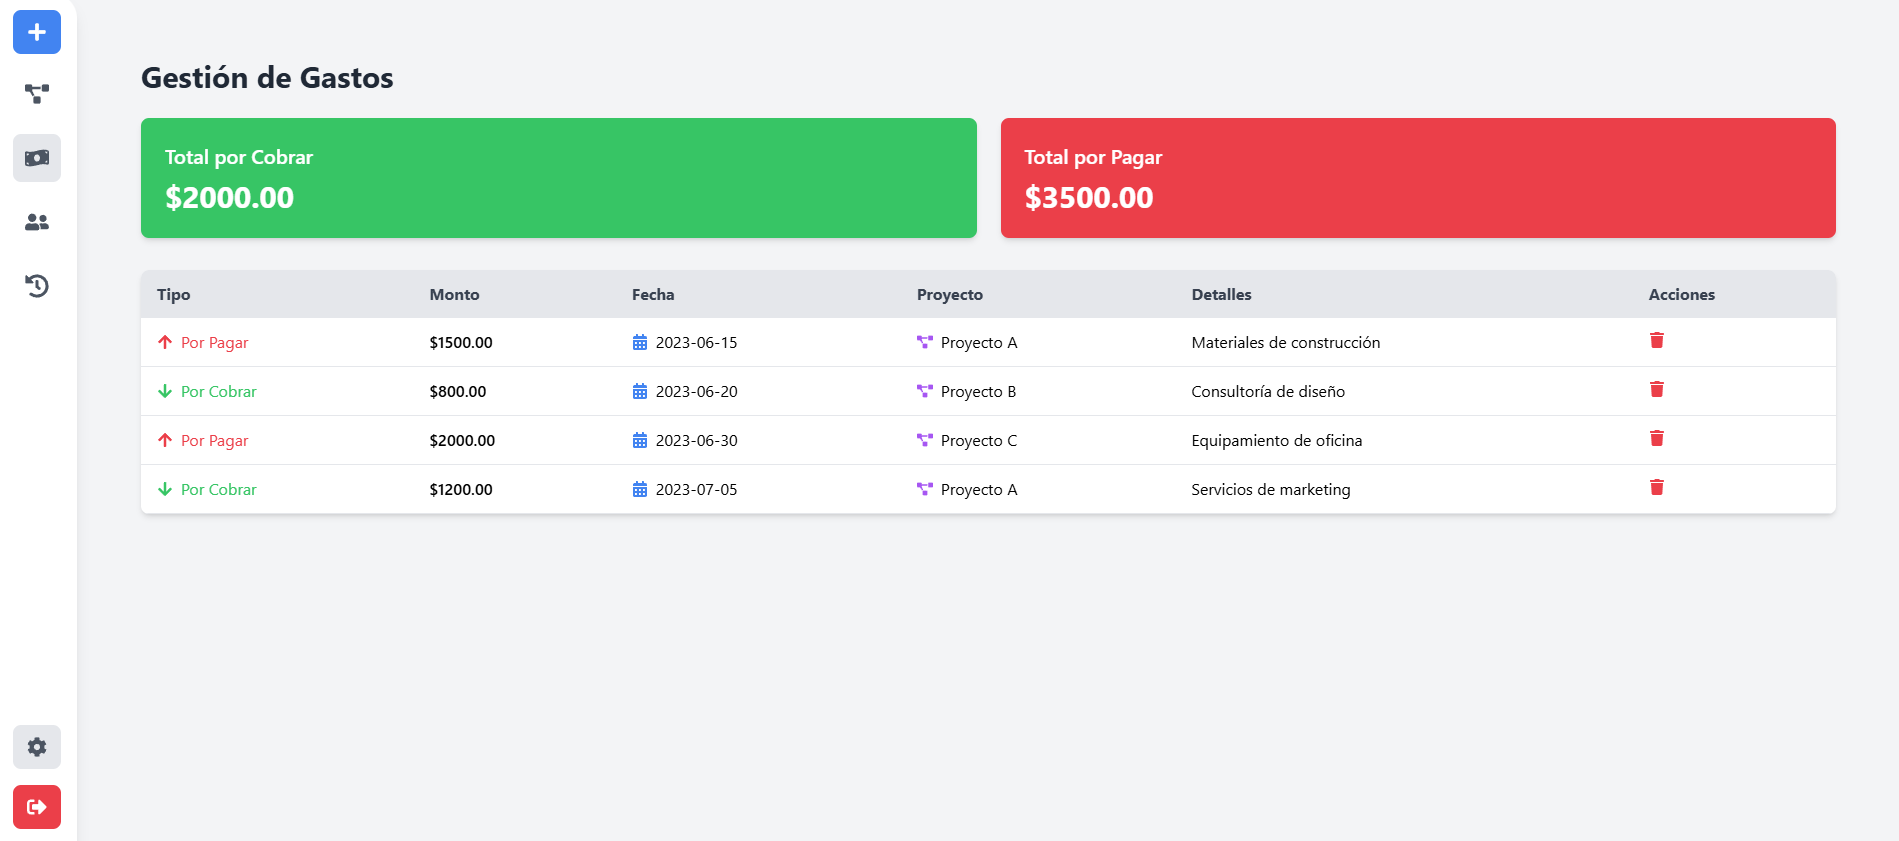 Gestión de Gastos
Total por Cobrar
$2000.00
Total por Pagar
$3500.00
Tipo Monto Fecha Proyecto Detalles Acciones
Por Pagar $1500.00 2023-06-15 Proyecto A Materiales de construcción
Por Cobrar $800.00 2023-06-20 Proyecto B Consultoría de diseño
Por Pagar $2000.00 2023-06-30 Proyecto C Equipamiento de oficina
Por Cobrar $1200.00 2023-07-05 Proyecto A Servicios de marketing